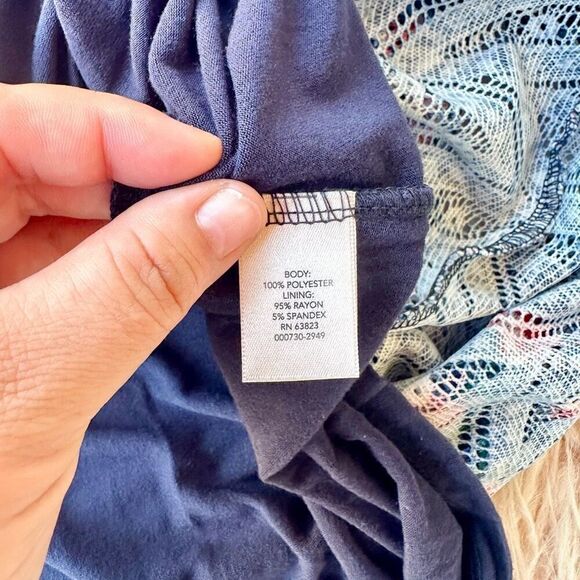 BODY:
100% POLYESTER
LINING:
95% RAYON
5% SPANDEX
RN 63823
000730-2949